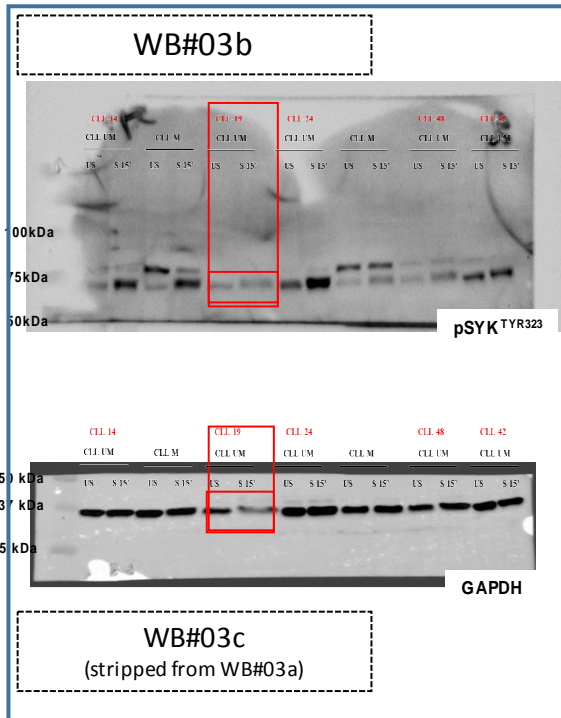 WB#03b
CLL 14 CLL 19 CLL 24 CLL 48
CLL UM CLL M CLL UM CLL UM CLL M CLL UM CLL UM
US S 15' US S 15' US S 15' US S 15' US S 15' US S 15' US S 15'
100kDa
75kDa
50kDa
pSYK TYR323
CLL 14 CLL 19 CLL 24 CLL 48 CLL 42
CLL UM CLL M CLL UM CLL UM CLL M CLL UM CLL UM
US S 15' US S 15' US S 15' US S 15' US S 15' US S 15' US S 15'
50 kDa
37 kDa
5 kDa
GAPDH
WB#03c
(stripped from WB#03a)